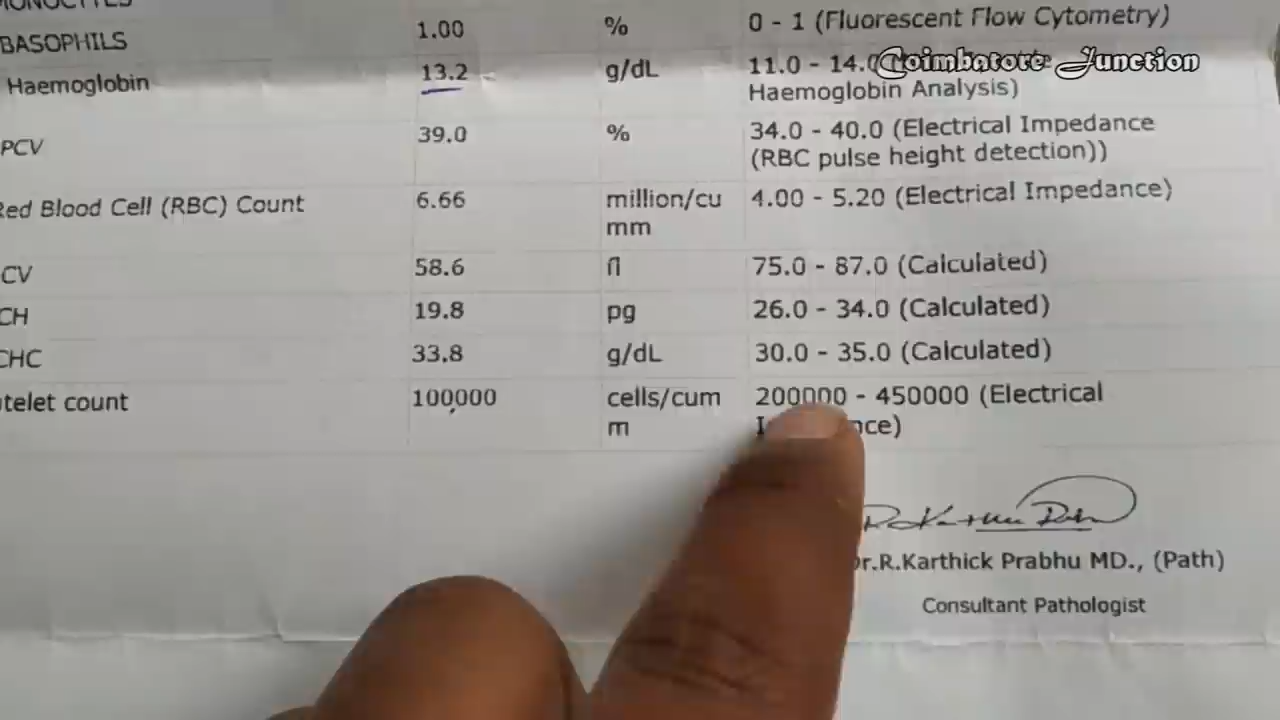 BASOPHILS 1.00 % 0 - 1 (Fluorescent Flow Cytometry)
Coimbatore Junction
Haemoglobin 13.2 g/dL 11.0 - 14.0
Haemoglobin Analysis)
PCV 39.0 % 34.0 - 40.0 (Electrical Impedance
(RBC pulse height detection))
Red Blood Cell (RBC) Count 6.66 million/cu 4.00 - 5.20 (Electrical Impedance)
mm
CV 58.6 fl 75.0 - 87.0 (Calculated)
CH 19.8 pg 26.0 - 34.0 (Calculated)
CHC 33.8 g/dL 30.0 - 35.0 (Calculated)
telet count 100,000 cells/cum 200000 - 450000 (Electrical
m
Dr.R.Karthick Prabhu MD., (Path)
Consultant Pathologist